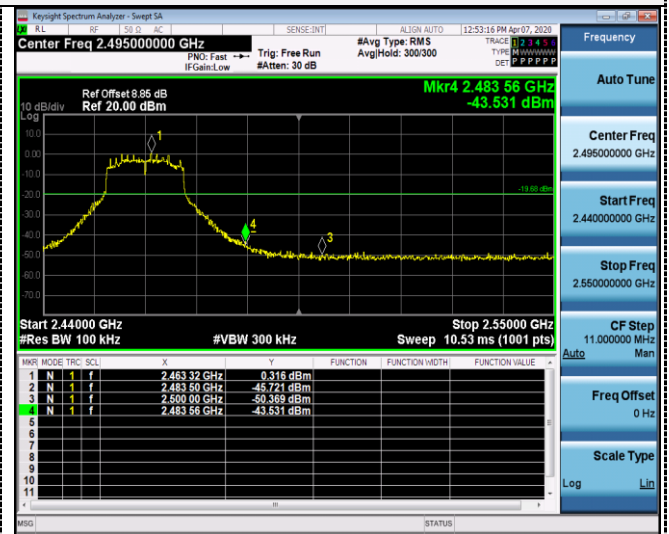 Keysight Spectrum Analyzer - Swept SA
RL RF 50 Ω AC SENSE:INT ALIGN AUTO 12:53:16 PM Apr 07, 2020
Center Freq 2.495000000 GHz
PNO: Fast
IFGain:Low
Trig: Free Run
#Atten: 30 dB
#Avg Type: RMS
Avg|Hold: 300/300
TRACE 1 2 3 4 5 6
TYPE M WWWWW
DET P P P P P P
Frequency
Ref Offset 8.85 dB
10 dB/div Ref 20.00 dBm
Log
Mkr4 2.483 56 GHz
-43.531 dBm
10.0
0.00
-10.0
-20.0
-30.0
-40.0
-50.0
-60.0
-70.0
1
4
3
-19.68 dBm
Start 2.44000 GHz Stop 2.55000 GHz
#Res BW 100 kHz #VBW 300 kHz Sweep 10.53 ms (1001 pts)
MKR MODE TRC SCL X Y FUNCTION FUNCTION WIDTH FUNCTION VALUE
1 N 1 f 2.463 32 GHz 0.316 dBm
2 N 1 f 2.483 50 GHz -45.721 dBm
3 N 1 f 2.500 00 GHz -50.369 dBm
4 N 1 f 2.483 56 GHz -43.531 dBm
5
6
7
8
9
10
11
MSG STATUS
Auto Tune
Center Freq
2.495000000 GHz
Start Freq
2.440000000 GHz
Stop Freq
2.550000000 GHz
CF Step
11.000000 MHz
Auto Man
Freq Offset
0 Hz
Scale Type
Log Lin